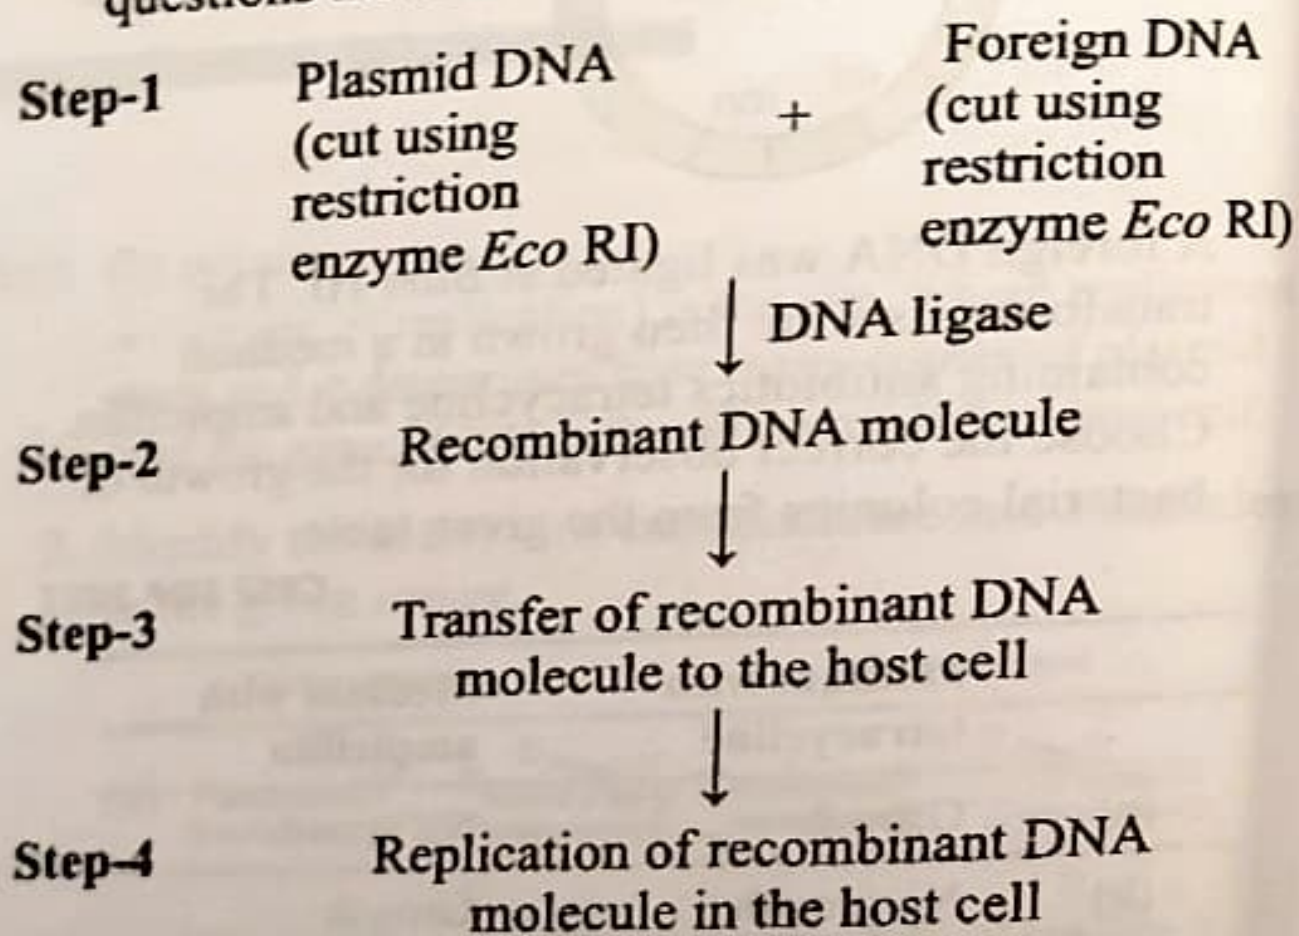 questions
Step-1 Plasmid DNA + Foreign DNA
(cut using (cut using
restriction restriction
enzyme Eco RI) enzyme Eco RI)
DNA ligase
Step-2 Recombinant DNA molecule
Step-3 Transfer of recombinant DNA
molecule to the host cell
Step-4 Replication of recombinant DNA
molecule in the host cell